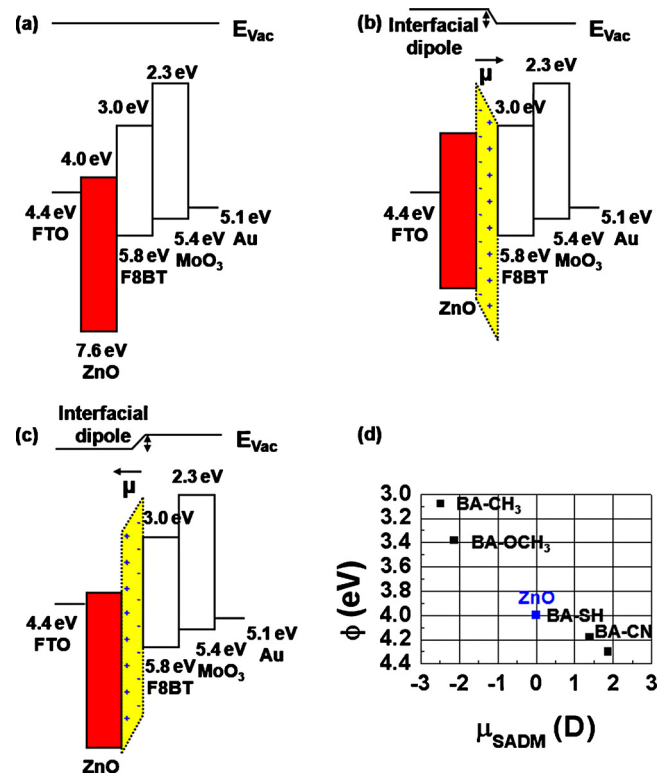 (a)
E_Vac
2.3 eV
3.0 eV
4.0 eV
4.4 eV
FTO
5.1 eV
Au
5.4 eV
MoO₃
5.8 eV
F8BT
7.6 eV
ZnO
(b)
Interfacial
dipole
E_Vac
μ
2.3 eV
3.0 eV
4.4 eV
FTO
5.1 eV
Au
5.4 eV
MoO₃
5.8 eV
F8BT
ZnO
(c)
Interfacial
dipole
E_Vac
μ
2.3 eV
3.0 eV
4.4 eV
FTO
5.1 eV
Au
5.4 eV
MoO₃
5.8 eV
F8BT
ZnO
(d)
3.0
3.2
3.4
3.6
3.8
4.0
4.2
4.4
ϕ (eV)
BA-CH₃
BA-OCH₃
ZnO
BA-SH
BA-CN
-3 -2 -1 0 1 2 3
μ_SADM (D)